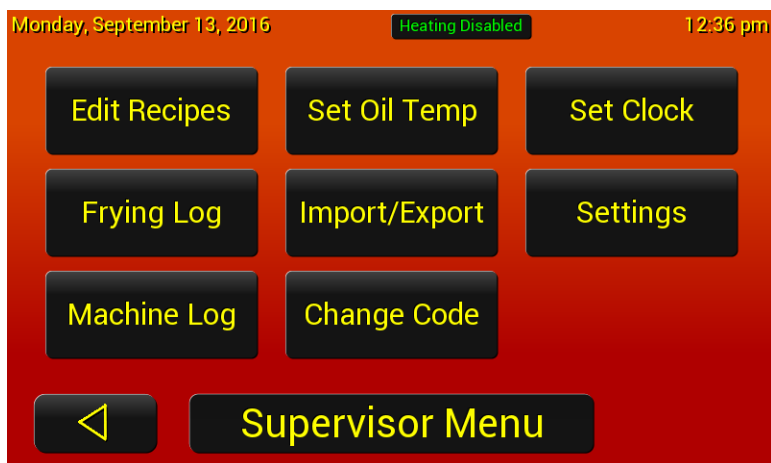 Monday, September 13, 2016 Heating Disabled 12:36 pm
Edit Recipes Set Oil Temp Set Clock
Frying Log Import/Export Settings
Machine Log Change Code
Supervisor Menu